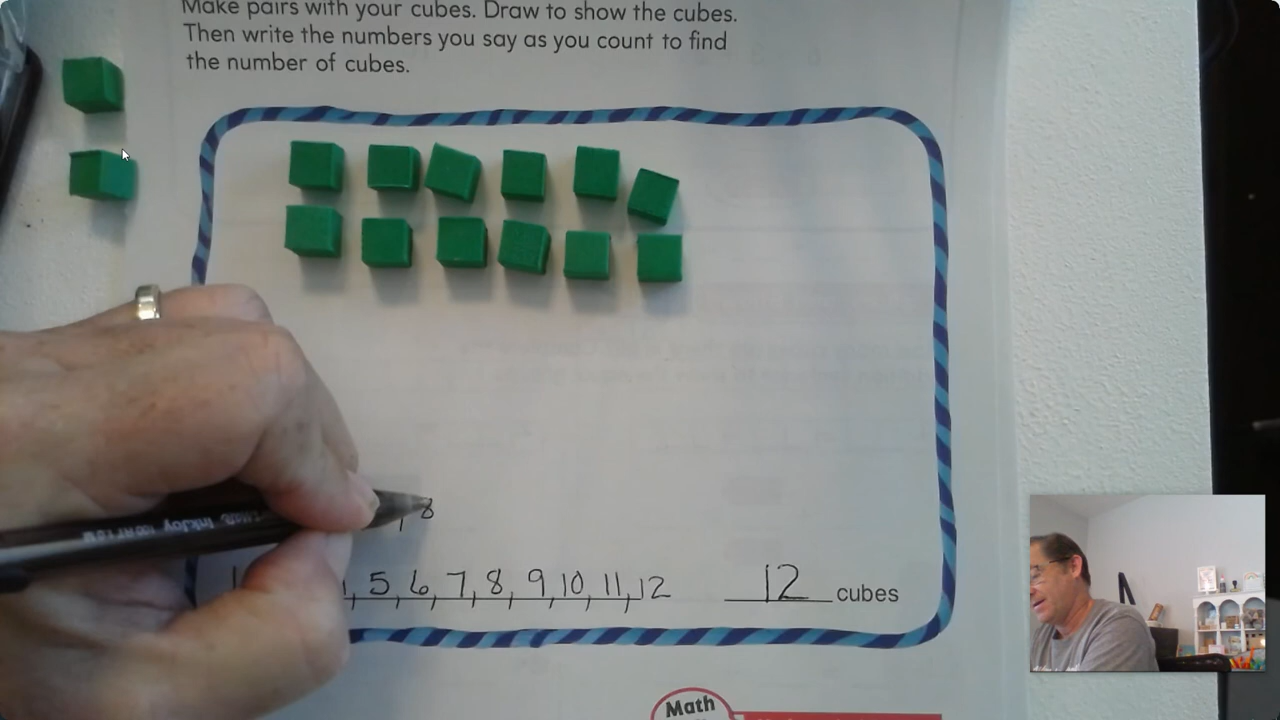 Make pairs with your cubes. Draw to show the cubes.
Then write the numbers you say as you count to find
the number of cubes.
, 8
, 5, 6, 7, 8, 9, 10, 11, 12
12 cubes
Math